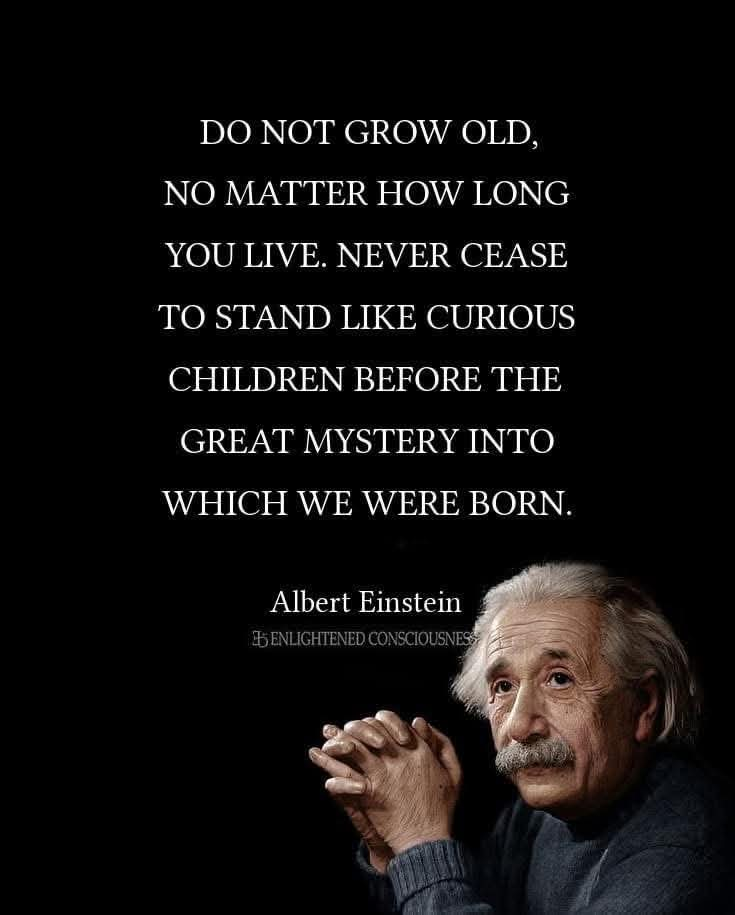 DO NOT GROW OLD,
NO MATTER HOW LONG
YOU LIVE. NEVER CEASE
TO STAND LIKE CURIOUS
CHILDREN BEFORE THE
GREAT MYSTERY INTO
WHICH WE WERE BORN.
Albert Einstein
ENLIGHTENED CONSCIOUSNESS